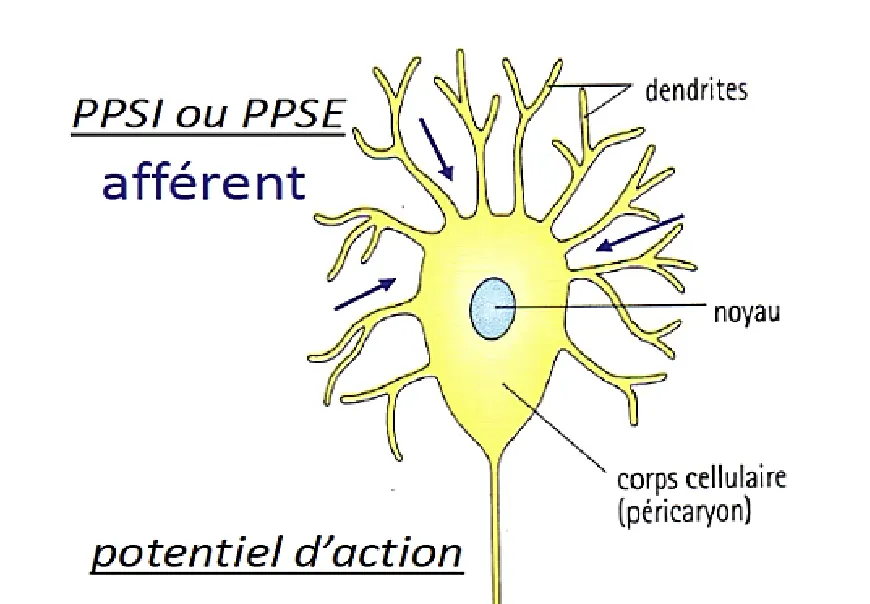 dendrites
PPSI ou PPSE
afférent
noyau
corps cellulaire
(péricaryon)
potentiel d'action